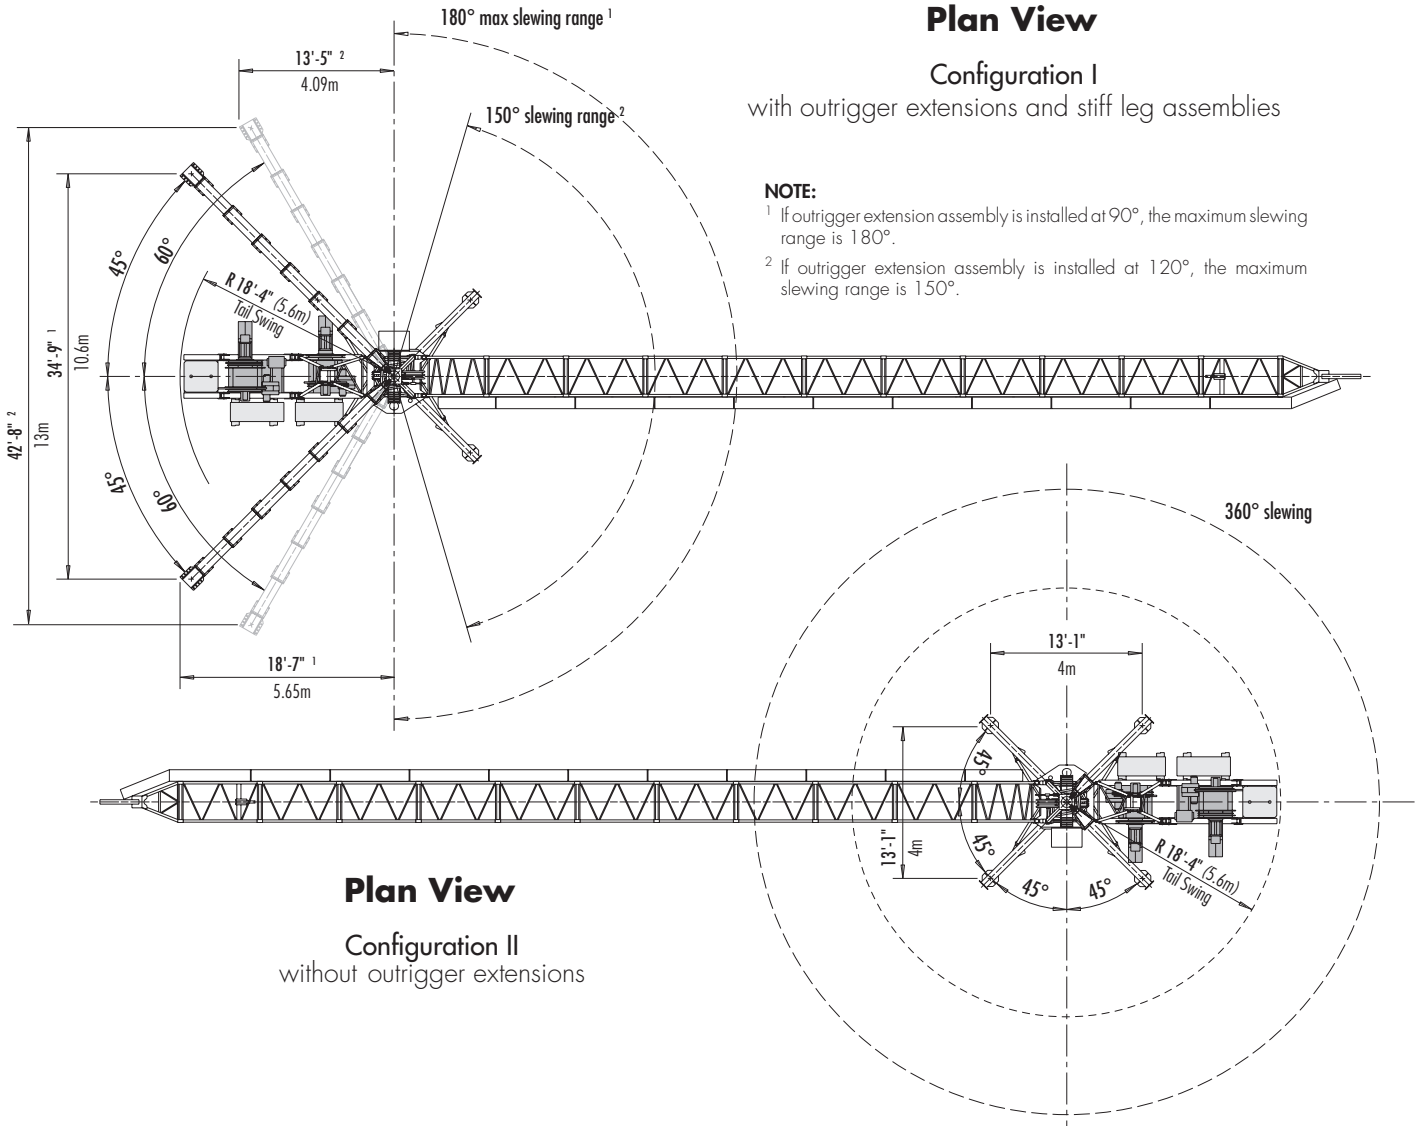 180° max slewing range 1
Plan View
13'-5" 2
4.09m
Configuration I
with outrigger extensions and stiff leg assemblies
150° slewing range 2
NOTE:
1 If outrigger extension assembly is installed at 90°, the maximum slewing
range is 180°.
2 If outrigger extension assembly is installed at 120°, the maximum
slewing range is 150°.
45°
60°
R 18'-4" (5.6m)
Tail Swing
34'-9" 1
10.6m
42'-8" 2
13m
45°
60°
18'-7" 1
5.65m
360° slewing
13'-1"
4m
45°
13'-1"
4m
45°
45°
45°
R 18'-4" (5.6m)
Tail Swing
Plan View
Configuration II
without outrigger extensions